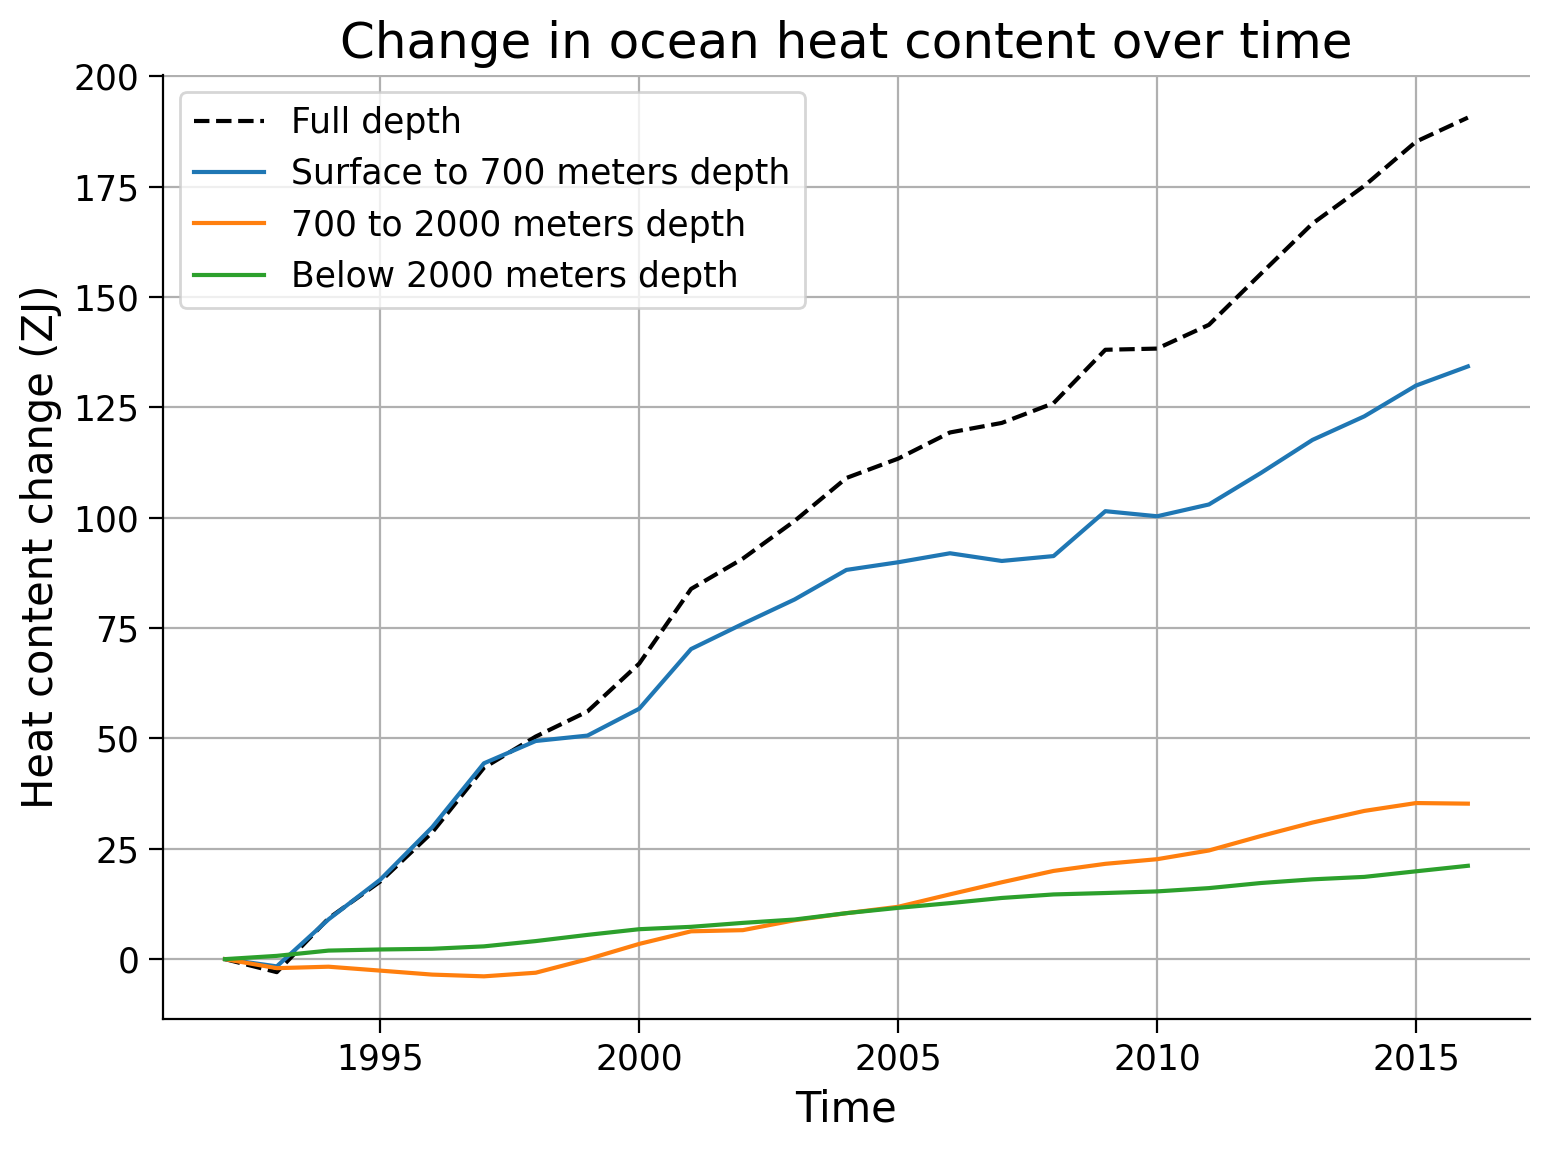 Change in ocean heat content over time
200
175
150
125
100
75
50
25
0
Heat content change (ZJ)
Full depth
Surface to 700 meters depth
700 to 2000 meters depth
Below 2000 meters depth
1995 2000 2005 2010 2015
Time